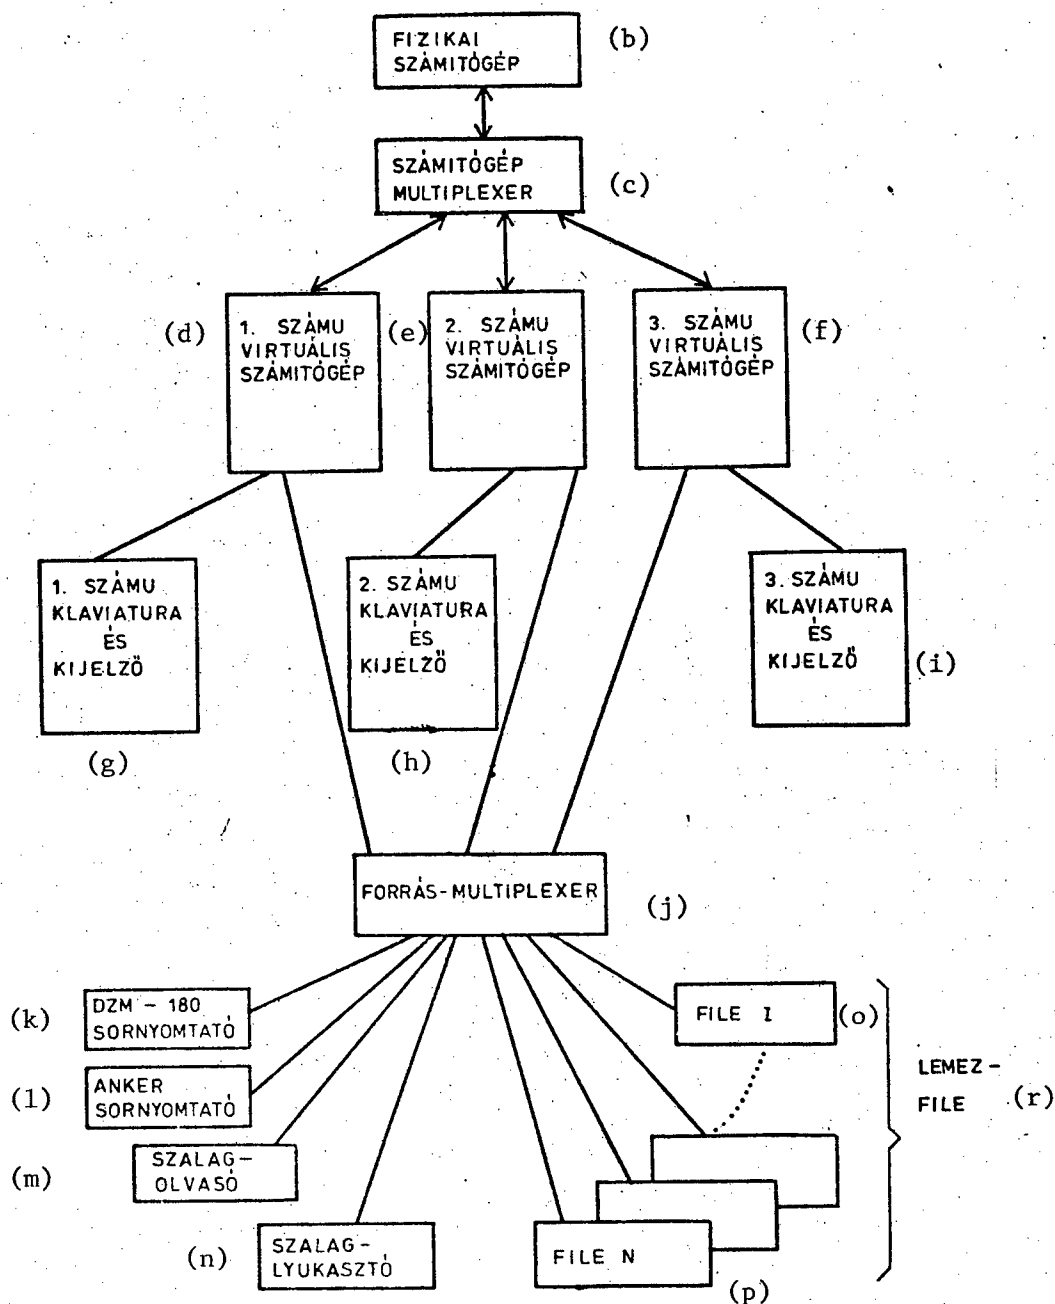 FIZIKAI
SZÁMITÓGÉP
(b)
SZÁMITÓGÉP
MULTIPLEXER
(c)
(d)
1. SZÁMU
VIRTUÁLIS
SZÁMITÓGÉP
(e)
2. SZÁMU
VIRTUÁLIS
SZÁMITÓGÉP
3. SZÁMU
VIRTUÁLIS
SZÁMITÓGÉP
(f)
1. SZÁMU
KLAVIATURA
ÉS
KIJELZŐ
(g)
2. SZÁMU
KLAVIATURA
ÉS
KIJELZŐ
(h)
3. SZÁMU
KLAVIATURA
ÉS
KIJELZŐ
(i)
FORRÁS-MULTIPLEXER
(j)
(k)
DZM - 180
SORNYOMTATÓ
(l)
ANKER
SORNYOMTATÓ
(m)
SZALAG-
OLVASÓ
(n)
SZALAG-
LYUKASZTÓ
FILE 1
(o)
FILE N
(p)
LEMEZ-
FILE
(r)